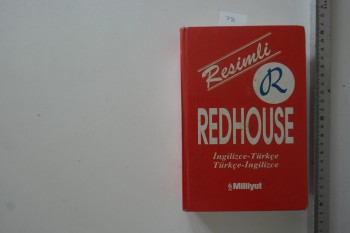 Resimli
R
REDHOUSE
İngilizce-Türkçe
Türkçe-İngilizce
Milliyet